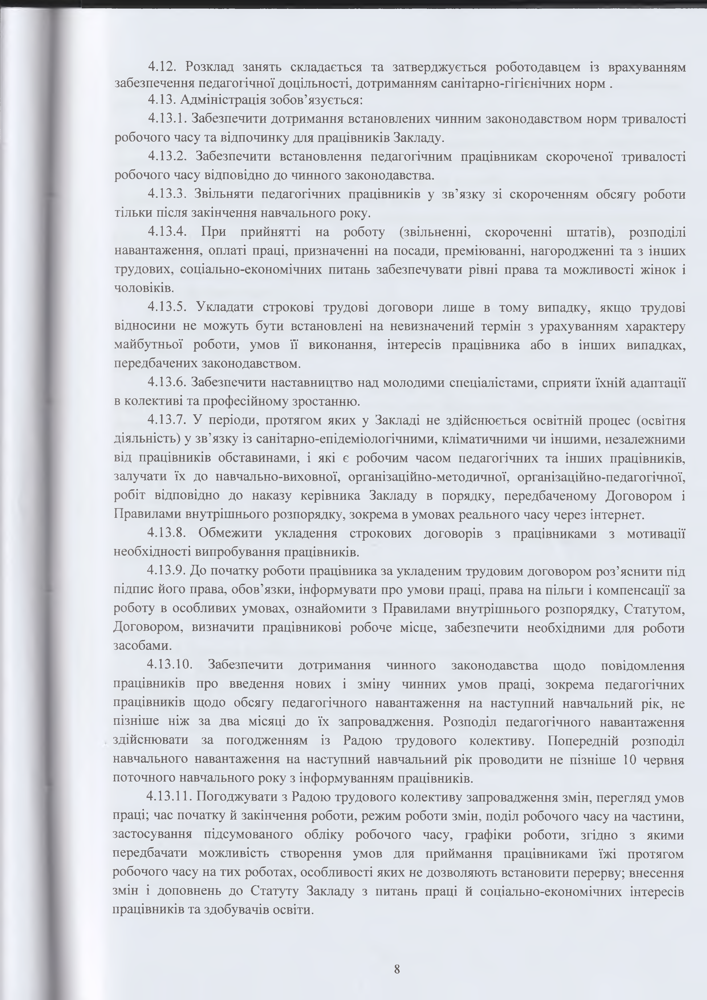 4.12. Розклад занять складається та затверджується роботодавцем із врахуванням
забезпечення педагогічної доцільності, дотриманням санітарно-гігієнічних норм .
4.13. Адміністрація зобов’язується:
4.13.1. Забезпечити дотримання встановлених чинним законодавством норм тривалості
робочого часу та відпочинку для працівників Закладу.
4.13.2. Забезпечити встановлення педагогічним працівникам скороченої тривалості
робочого часу відповідно до чинного законодавства.
4.13.3. Звільняти педагогічних працівників у зв’язку зі скороченням обсягу роботи
тільки після закінчення навчального року.
4.13.4. При прийнятті на роботу (звільненні, скороченні штатів), розподілі
навантаження, оплаті праці, призначенні на посади, преміюванні, нагородженні та з інших
трудових, соціально-економічних питань забезпечувати рівні права та можливості жінок і
чоловіків.
4.13.5. Укладати строкові трудові договори лише в тому випадку, якщо трудові
відносини не можуть бути встановлені на невизначений термін з урахуванням характеру
майбутньої роботи, умов її виконання, інтересів працівника або в інших випадках,
передбачених законодавством.
4.13.6. Забезпечити наставництво над молодими спеціалістами, сприяти їхній адаптації
в колективі та професійному зростанню.
4.13.7. У періоди, протягом яких у Закладі не здійснюється освітній процес (освітня
діяльність) у зв’язку із санітарно-епідеміологічними, кліматичними чи іншими, незалежними
від працівників обставинами, і які є робочим часом педагогічних та інших працівників,
залучати їх до навчально-виховної, організаційно-методичної, організаційно-педагогічної,
робіт відповідно до наказу керівника Закладу в порядку, передбаченому Договором і
Правилами внутрішнього розпорядку, зокрема в умовах реального часу через інтернет.
4.13.8. Обмежити укладення строкових договорів з працівниками з мотивації
необхідності випробування працівників.
4.13.9. До початку роботи працівника за укладеним трудовим договором роз’яснити під
підпис його права, обов’язки, інформувати про умови праці, права на пільги і компенсації за
роботу в особливих умовах, ознайомити з Правилами внутрішнього розпорядку, Статутом,
Договором, визначити працівникові робоче місце, забезпечити необхідними для роботи
засобами.
4.13.10. Забезпечити дотримання чинного законодавства щодо повідомлення
працівників про введення нових і зміну чинних умов праці, зокрема педагогічних
працівників щодо обсягу педагогічного навантаження на наступний навчальний рік, не
пізніше ніж за два місяці до їх запровадження. Розподіл педагогічного навантаження
здійснювати за погодженням із Радою трудового колективу. Попередній розподіл
навчального навантаження на наступний навчальний рік проводити не пізніше 10 червня
поточного навчального року з інформуванням працівників.
4.13.11. Погоджувати з Радою трудового колективу запровадження змін, перегляд умов
праці; час початку й закінчення роботи, режим роботи змін, поділ робочого часу на частини,
застосування підсумованого обліку робочого часу, графіки роботи, згідно з якими
передбачати можливість створення умов для приймання працівниками їжі протягом
робочого часу на тих роботах, особливості яких не дозволяють встановити перерву; внесення
змін і доповнень до Статуту Закладу з питань праці й соціально-економічних інтересів
працівників та здобувачів освіти.
8